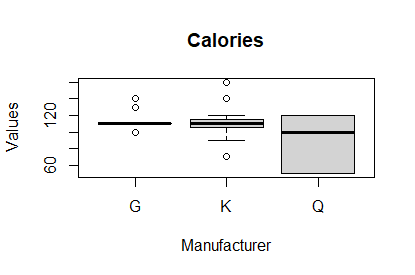 Calories
Values
120
60
G K Q
Manufacturer